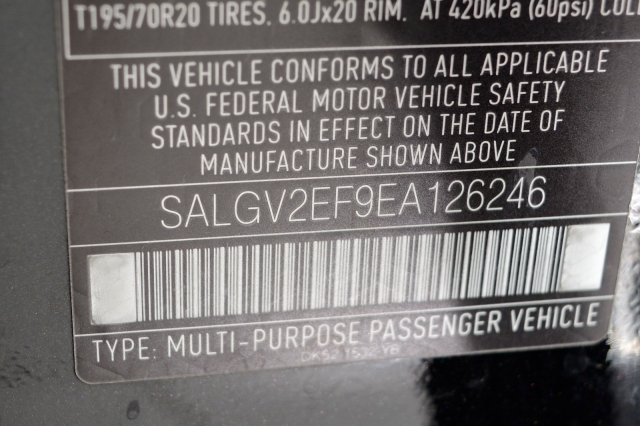 T195/70R20 TIRES, 6.0Jx20 RIM, AT 420kPa (60psi) COLD
THIS VEHICLE CONFORMS TO ALL APPLICABLE
U.S. FEDERAL MOTOR VEHICLE SAFETY
STANDARDS IN EFFECT ON THE DATE OF
MANUFACTURE SHOWN ABOVE.
SALGV2EF9EA126246
TYPE: MULTI-PURPOSE PASSENGER VEHICLE